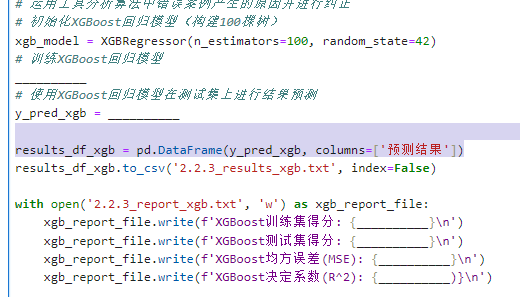 # 运用工具分析算法中错误案例产生的原因并进行纠正
# 初始化XGBoost回归模型（构建100棵树）
xgb_model = XGBRegressor(n_estimators=100, random_state=42)
# 训练XGBoost回归模型
__________
# 使用XGBoost回归模型在测试集上进行结果预测
y_pred_xgb = __________
results_df_xgb = pd.DataFrame(y_pred_xgb, columns=['预测结果'])
results_df_xgb.to_csv('2.2.3_results_xgb.txt', index=False)
with open('2.2.3_report_xgb.txt', 'w') as xgb_report_file:
xgb_report_file.write(f'XGBoost训练集得分: {__________}\n')
xgb_report_file.write(f'XGBoost测试集得分: {__________}\n')
xgb_report_file.write(f'XGBoost均方误差(MSE): {__________}\n')
xgb_report_file.write(f'XGBoost决定系数(R^2): {__________)}\n')